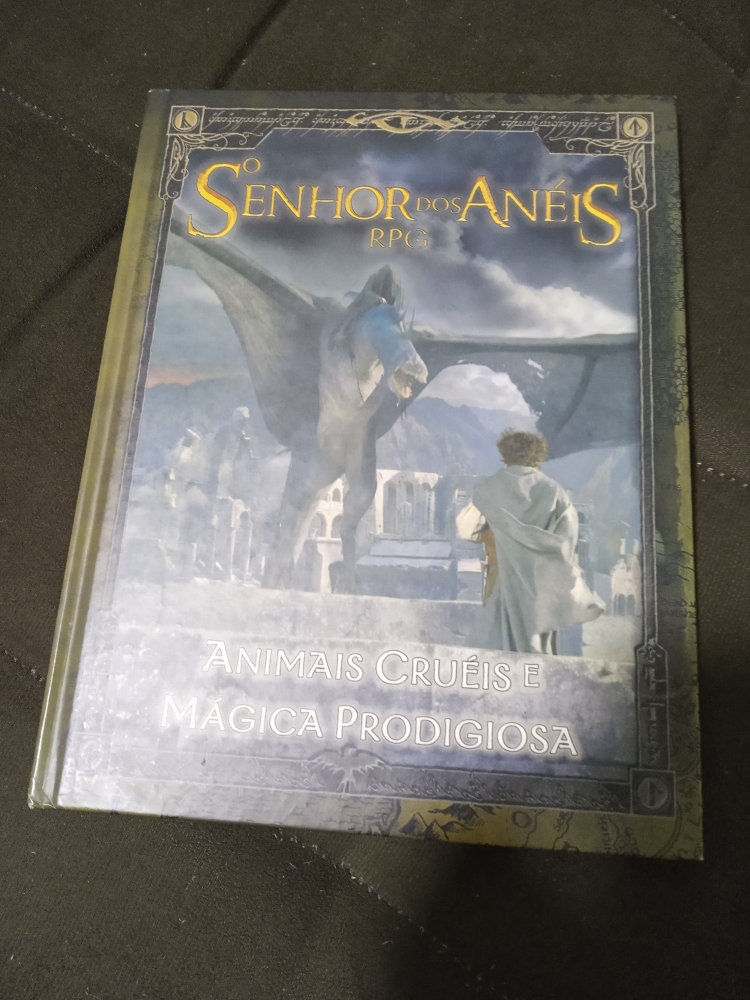 O
SENHOR DOS ANÉIS
RPG
ANIMAIS CRUÉIS E
MÁGICA PRODIGIOSA